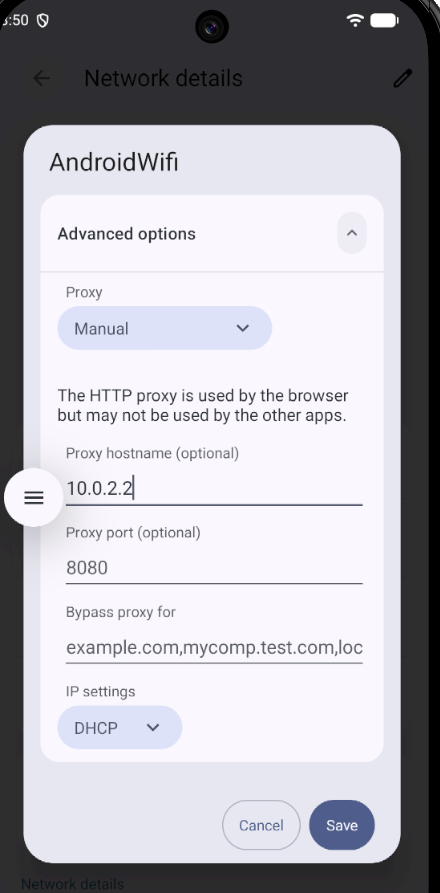 :50
Network details
AndroidWifi
Advanced options
Proxy
Manual
The HTTP proxy is used by the browser
but may not be used by the other apps.
Proxy hostname (optional)
10.0.2.2
Proxy port (optional)
8080
Bypass proxy for
example.com,mycomp.test.com,loc
IP settings
DHCP
Cancel
Save
Network details